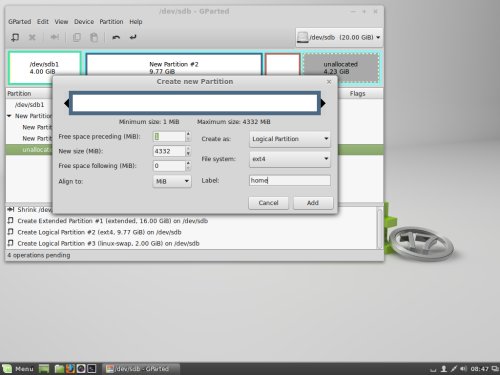 /dev/sdb - GParted
GParted Edit View Device Partition Help
/dev/sdb (20.00 GiB)
/dev/sdb1
4.00 GiB
New Partition #2
9.77 GiB
unallocated
4.23 GiB
Partition
Flags
/dev/sdb1
New Partition
New Part
New Part
unallocated
Create new Partition
Minimum size: 1 MiB Maximum size: 4332 MiB
Free space preceding (MiB): 1 Create as: Logical Partition
New size (MiB): 4332
File system: ext4
Free space following (MiB): 0
Align to: MiB Label: home
Cancel Add
Shrink /dev/sdb
Create Extended Partition #1 (extended, 16.00 GiB) on /dev/sdb
Create Logical Partition #2 (ext4, 9.77 GiB) on /dev/sdb
Create Logical Partition #3 (linux-swap, 2.00 GiB) on /dev/sdb
4 operations pending
17
Menu /dev/sdb - GParted 08:47